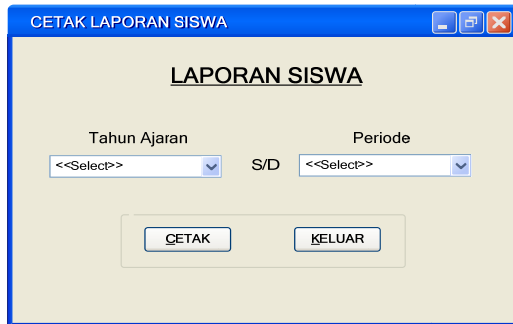 CETAK LAPORAN SISWA
LAPORAN SISWA
Tahun Ajaran Periode
<<Select>> S/D <<Select>>
CETAK KELUAR